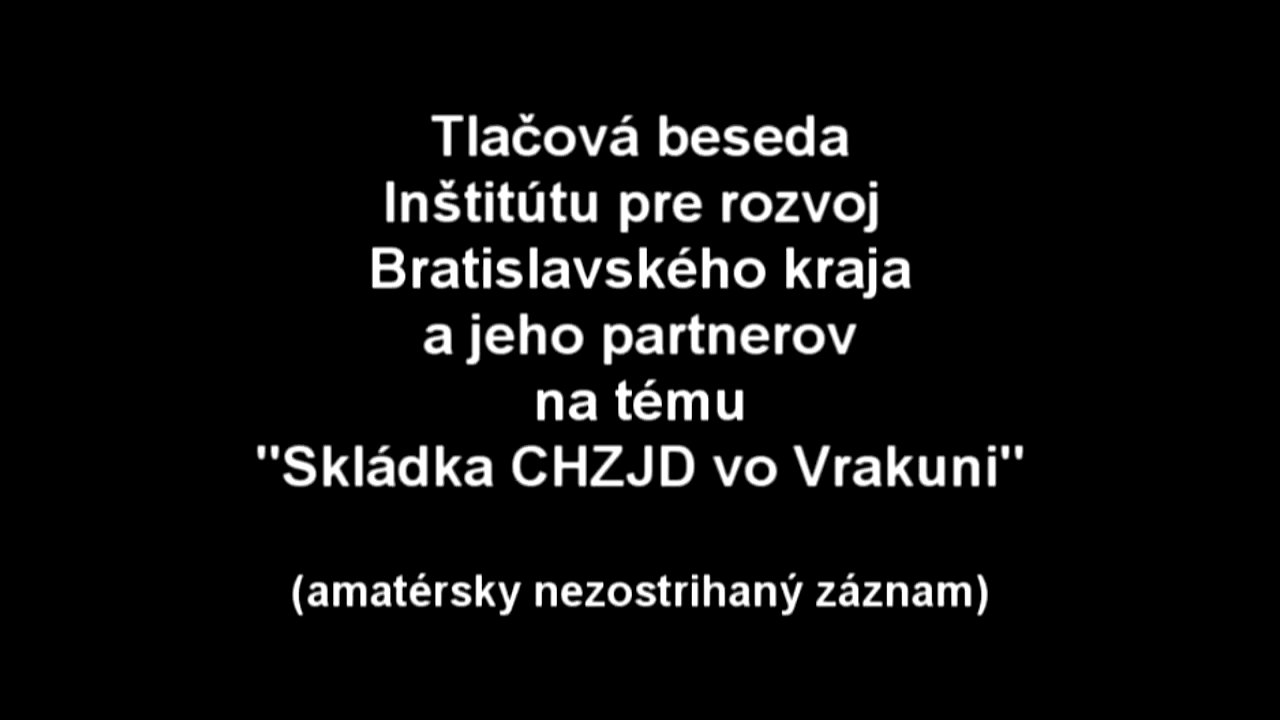 Tlačová beseda
Inštitútu pre rozvoj
Bratislavského kraja
a jeho partnerov
na tému
"Skládka CHZJD vo Vrakuni"
(amatérsky nezostrihaný záznam)